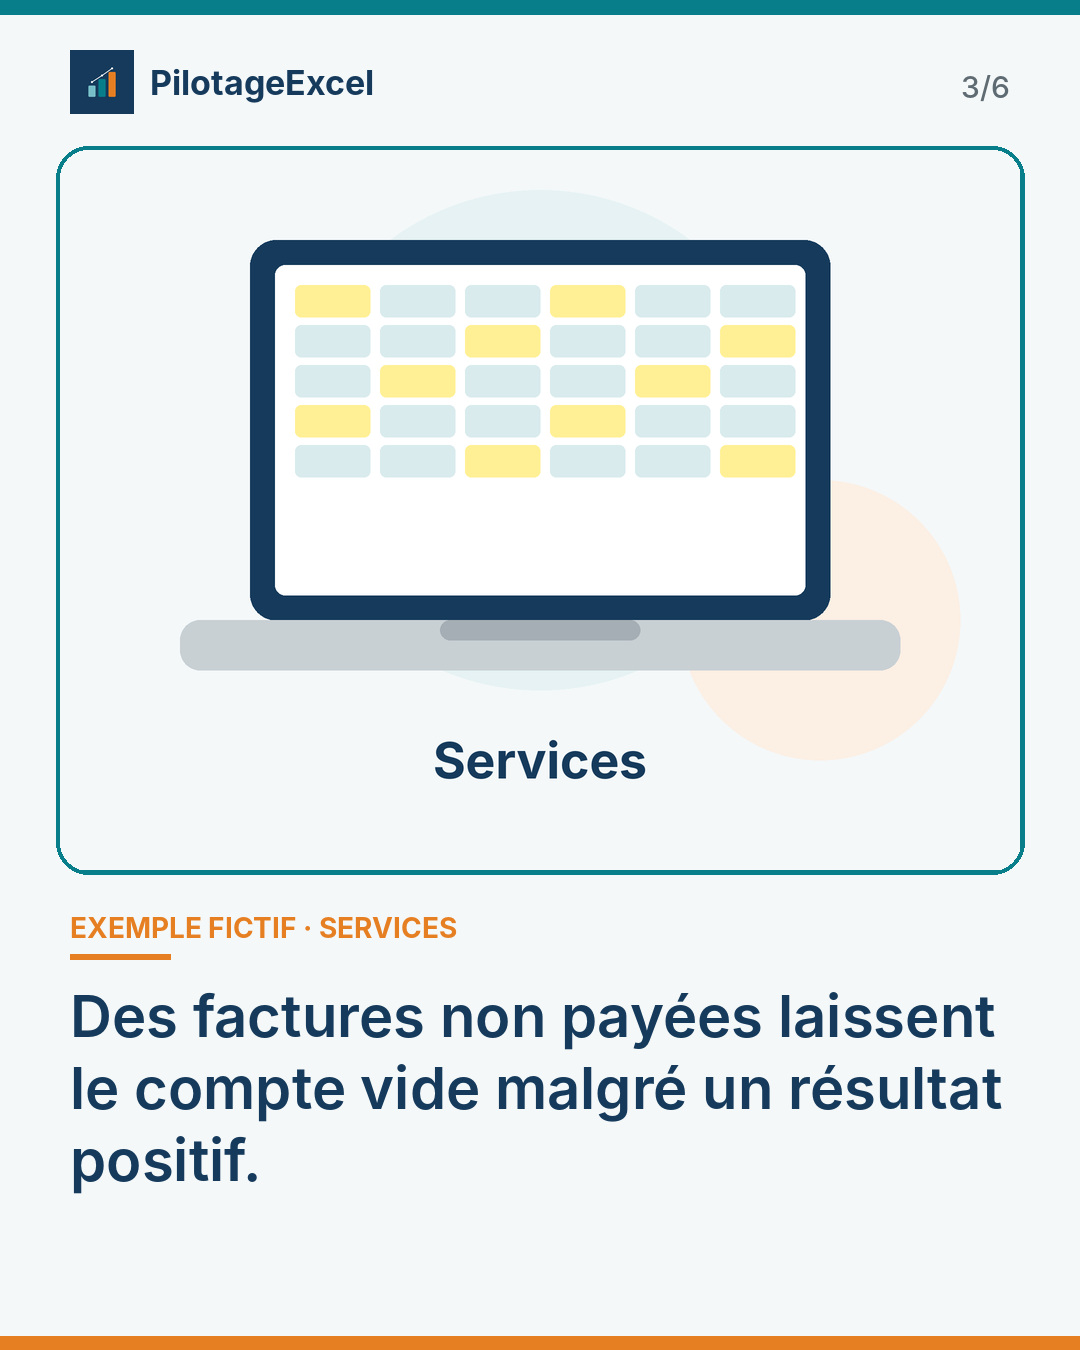 PilotageExcel
3/6
Services
EXEMPLE FICTIF · SERVICES
Des factures non payées laissent
le compte vide malgré un résultat
positif.